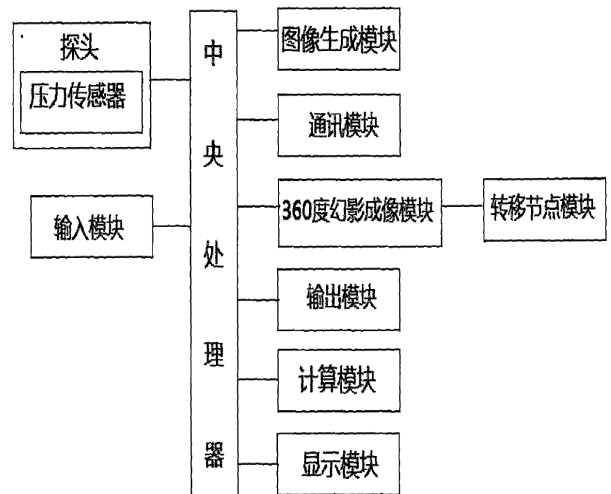 探头
压力传感器
输入模块
中央处理器
图像生成模块
通讯模块
360度幻影成像模块
转移节点模块
输出模块
计算模块
显示模块